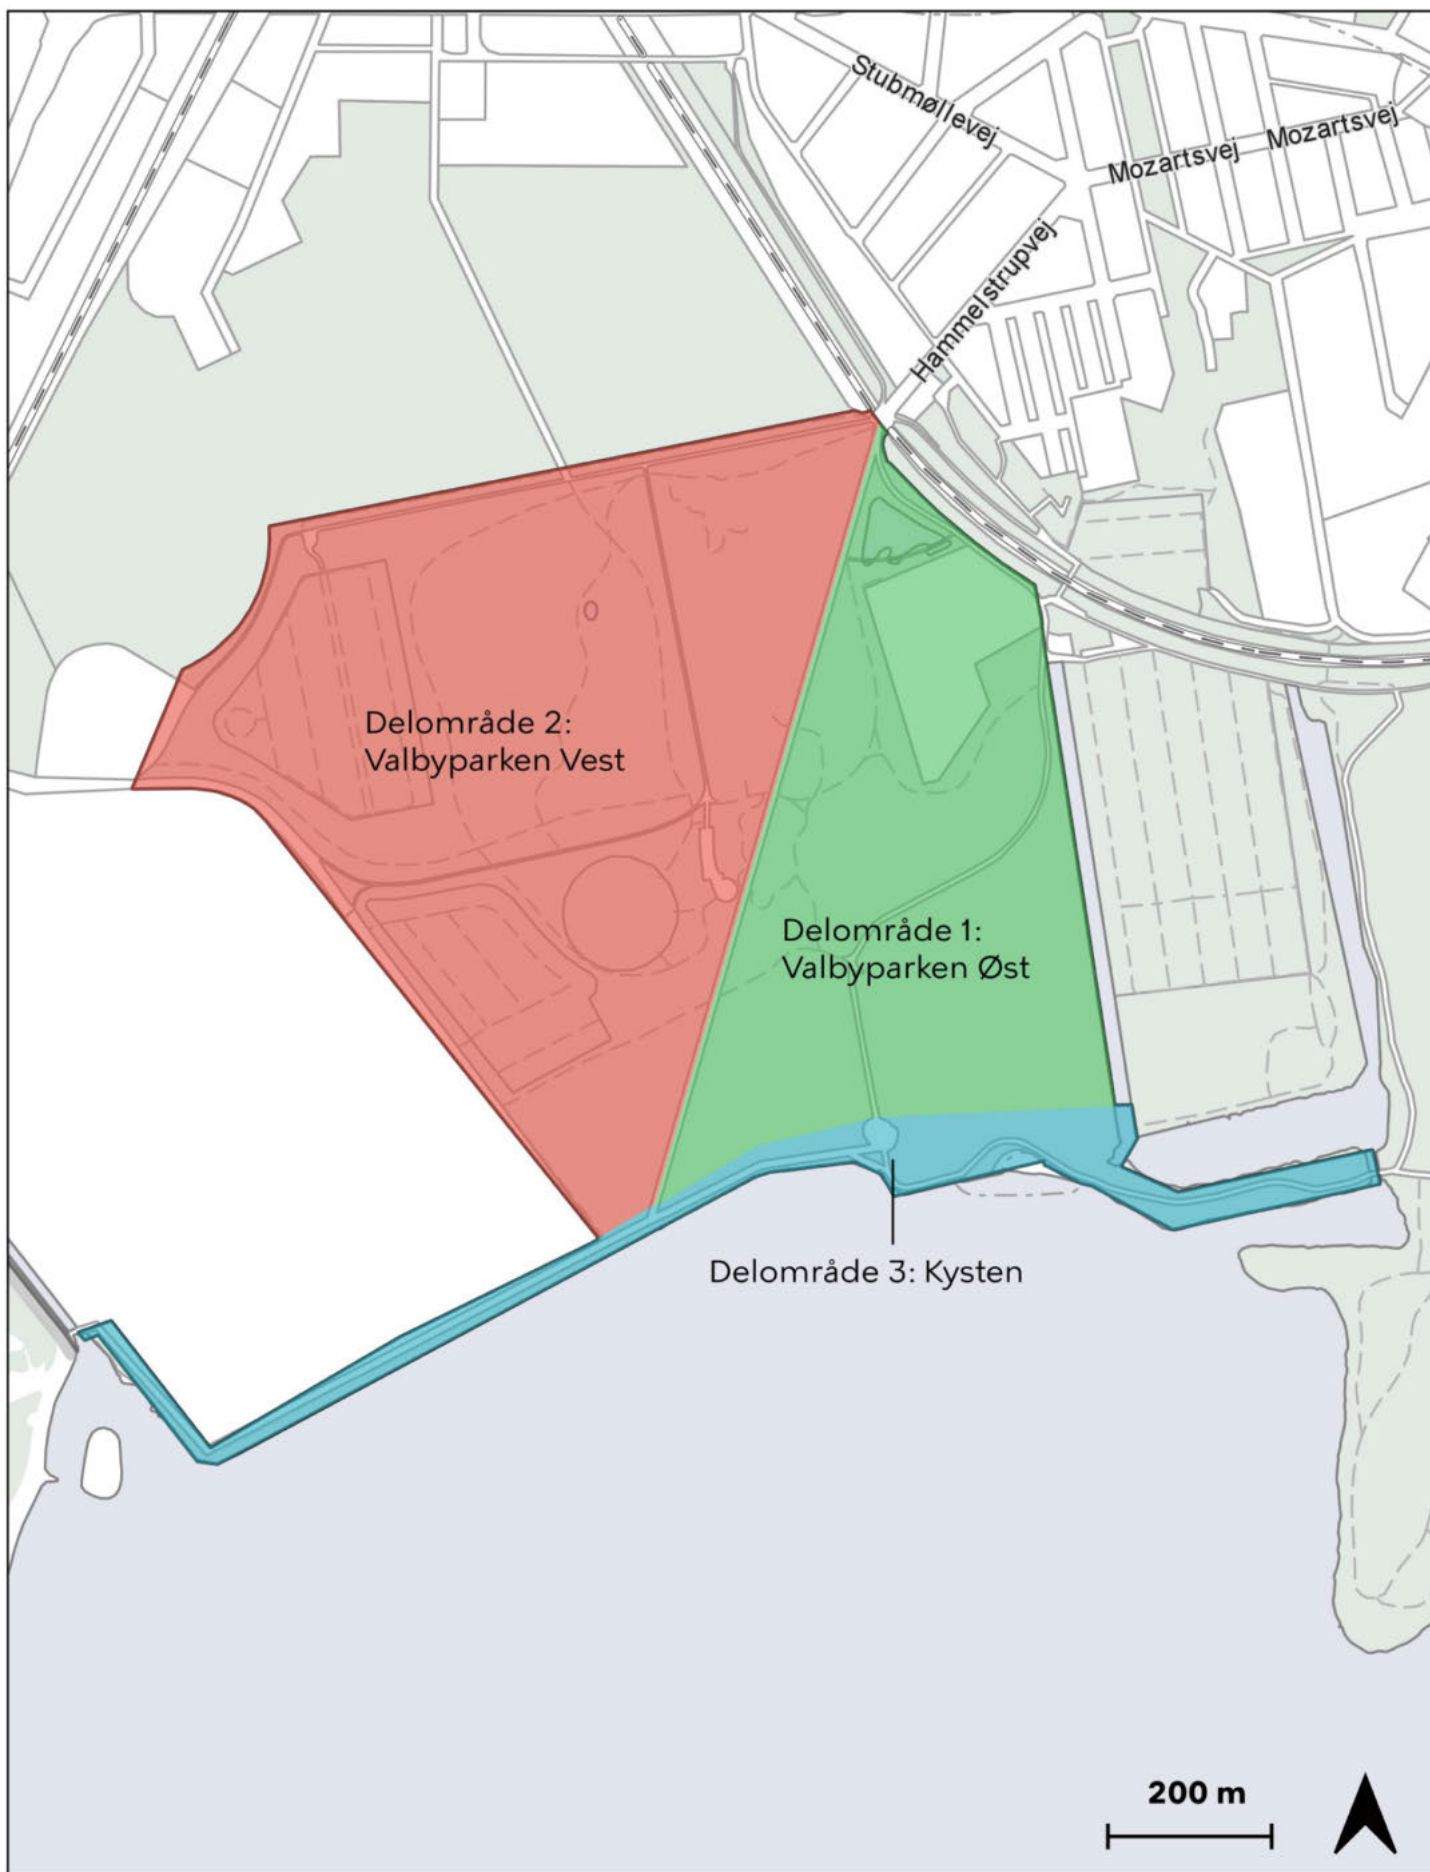 Stubmøllevej
Mozartsvej
Mozartsvej
Hammelstrupvej
Delområde 2:
Valbyparken Vest
Delområde 1:
Valbyparken Øst
Delområde 3: Kysten
200 m